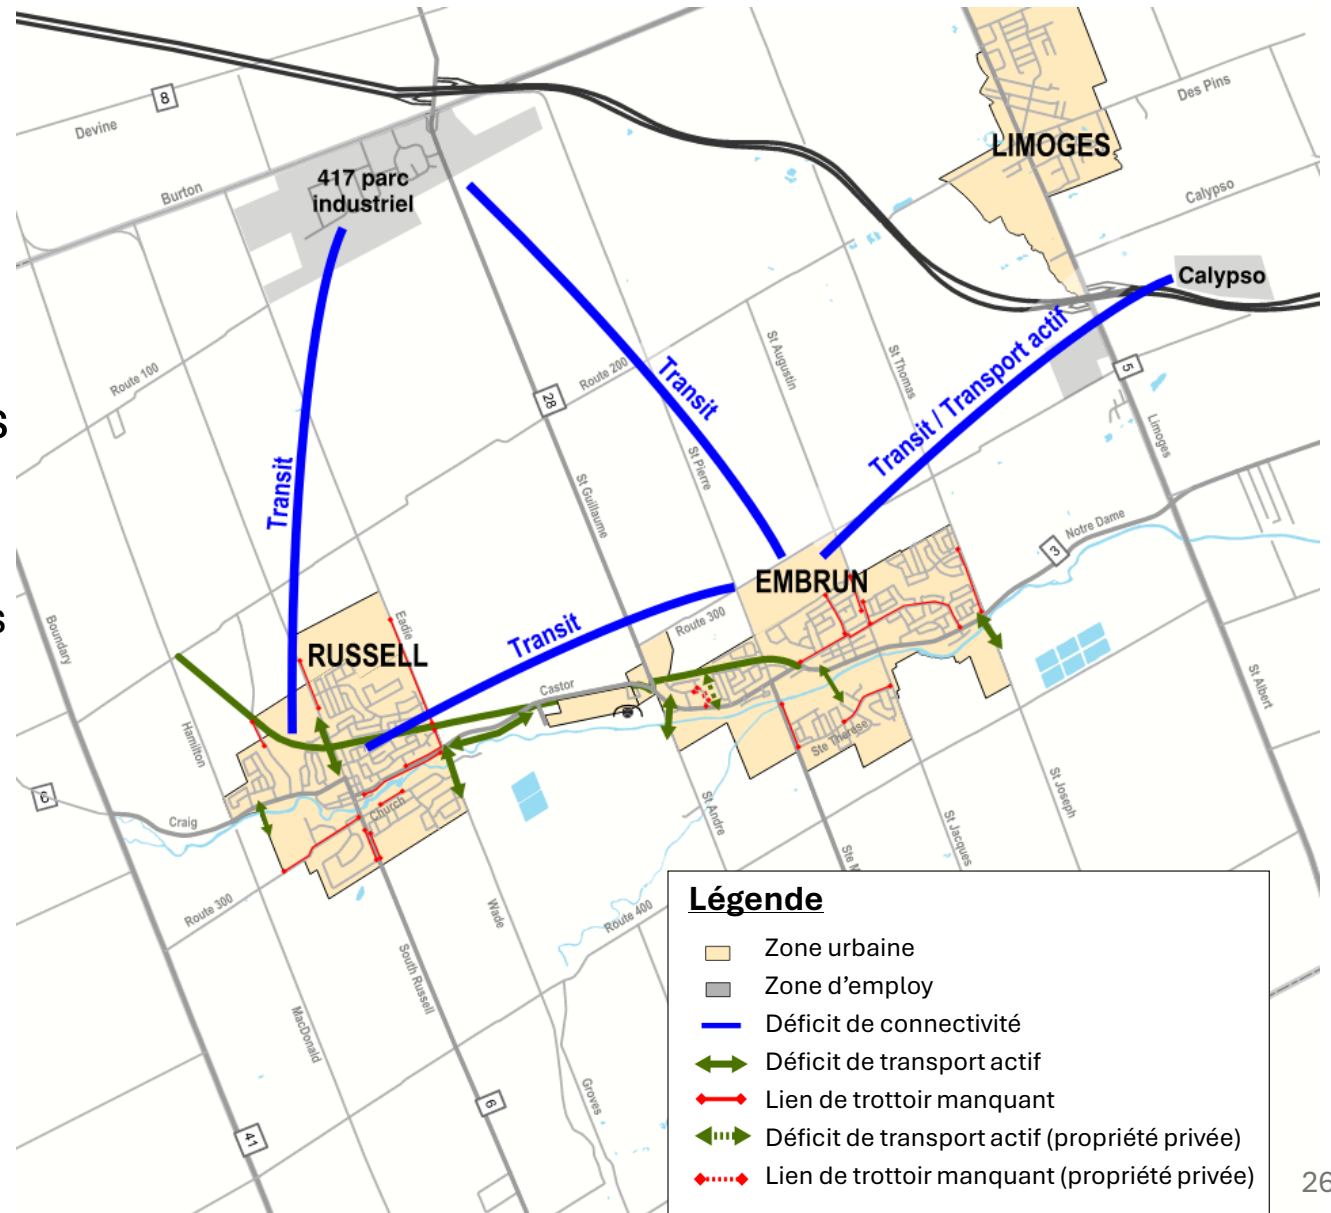 8
Devine
Burton
417 parc
industriel
LIMOGES
Des Pins
Calypso
Calypso
Route 100
Route 200
28
St Augustin
St Thomas
5
Limoges
Transit
Transit
Transit / Transport actif
St Pierre
St Guillaume
Notre Dame
3
s
s
Boundary
Eadie
RUSSELL
Transit
EMBRUN
Route 300
Castor
Hamilton
Ste Thérèse
St Albert
St Joseph
St Jacques
St Andre
Ste M
Craig
Church
Route 300
Wade
Route 400
South Russell
MacDonald
Groves
6
41
Légende
Zone urbaine
Zone d’employ
Déficit de connectivité
Déficit de transport actif
Lien de trottoir manquant
Déficit de transport actif (propriété privée)
Lien de trottoir manquant (propriété privée)
26